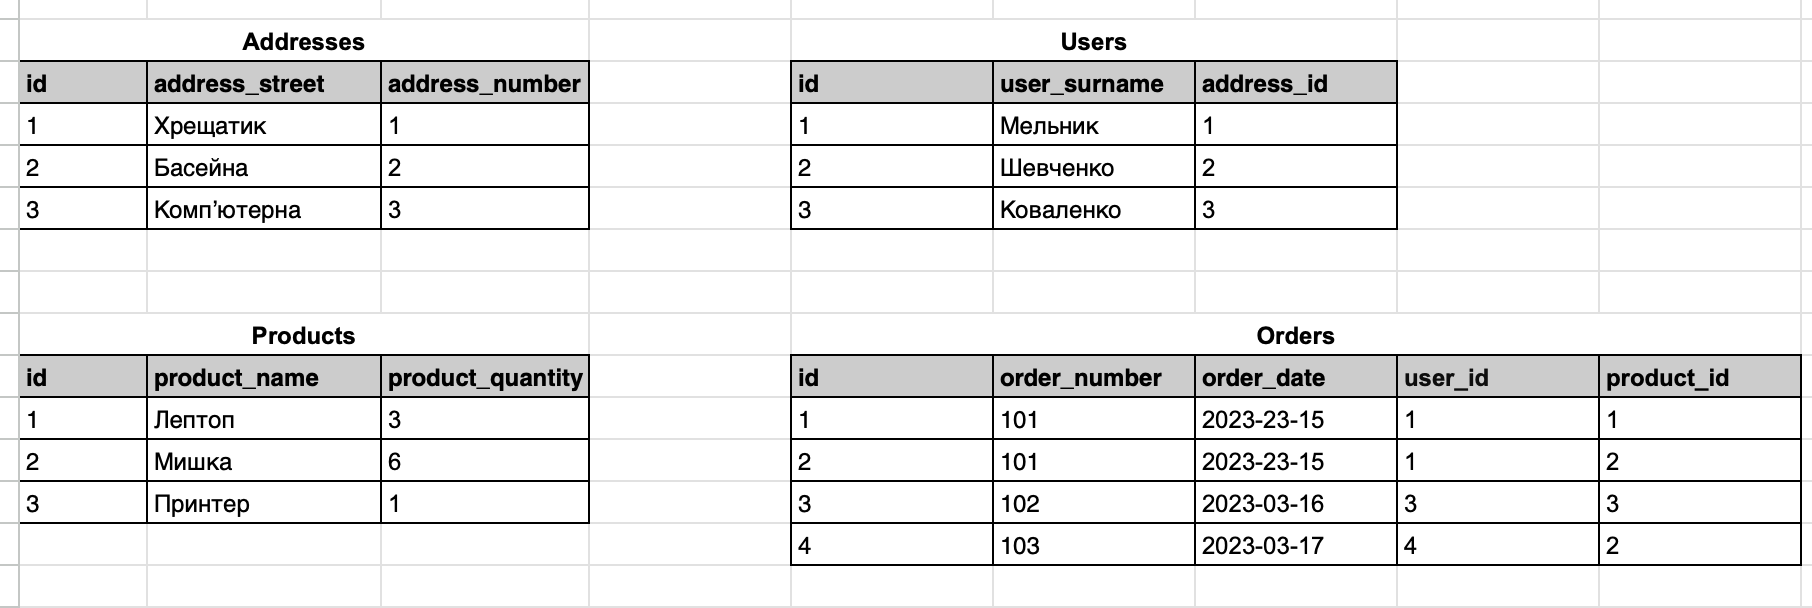 Addresses
id address_street address_number
1 Хрещатик 1
2 Басейна 2
3 Комп’ютерна 3
Users
id user_surname address_id
1 Мельник 1
2 Шевченко 2
3 Коваленко 3
Products
id product_name product_quantity
1 Лептоп 3
2 Мишка 6
3 Принтер 1
Orders
id order_number order_date user_id product_id
1 101 2023-23-15 1 1
2 101 2023-23-15 1 2
3 102 2023-03-16 3 3
4 103 2023-03-17 4 2